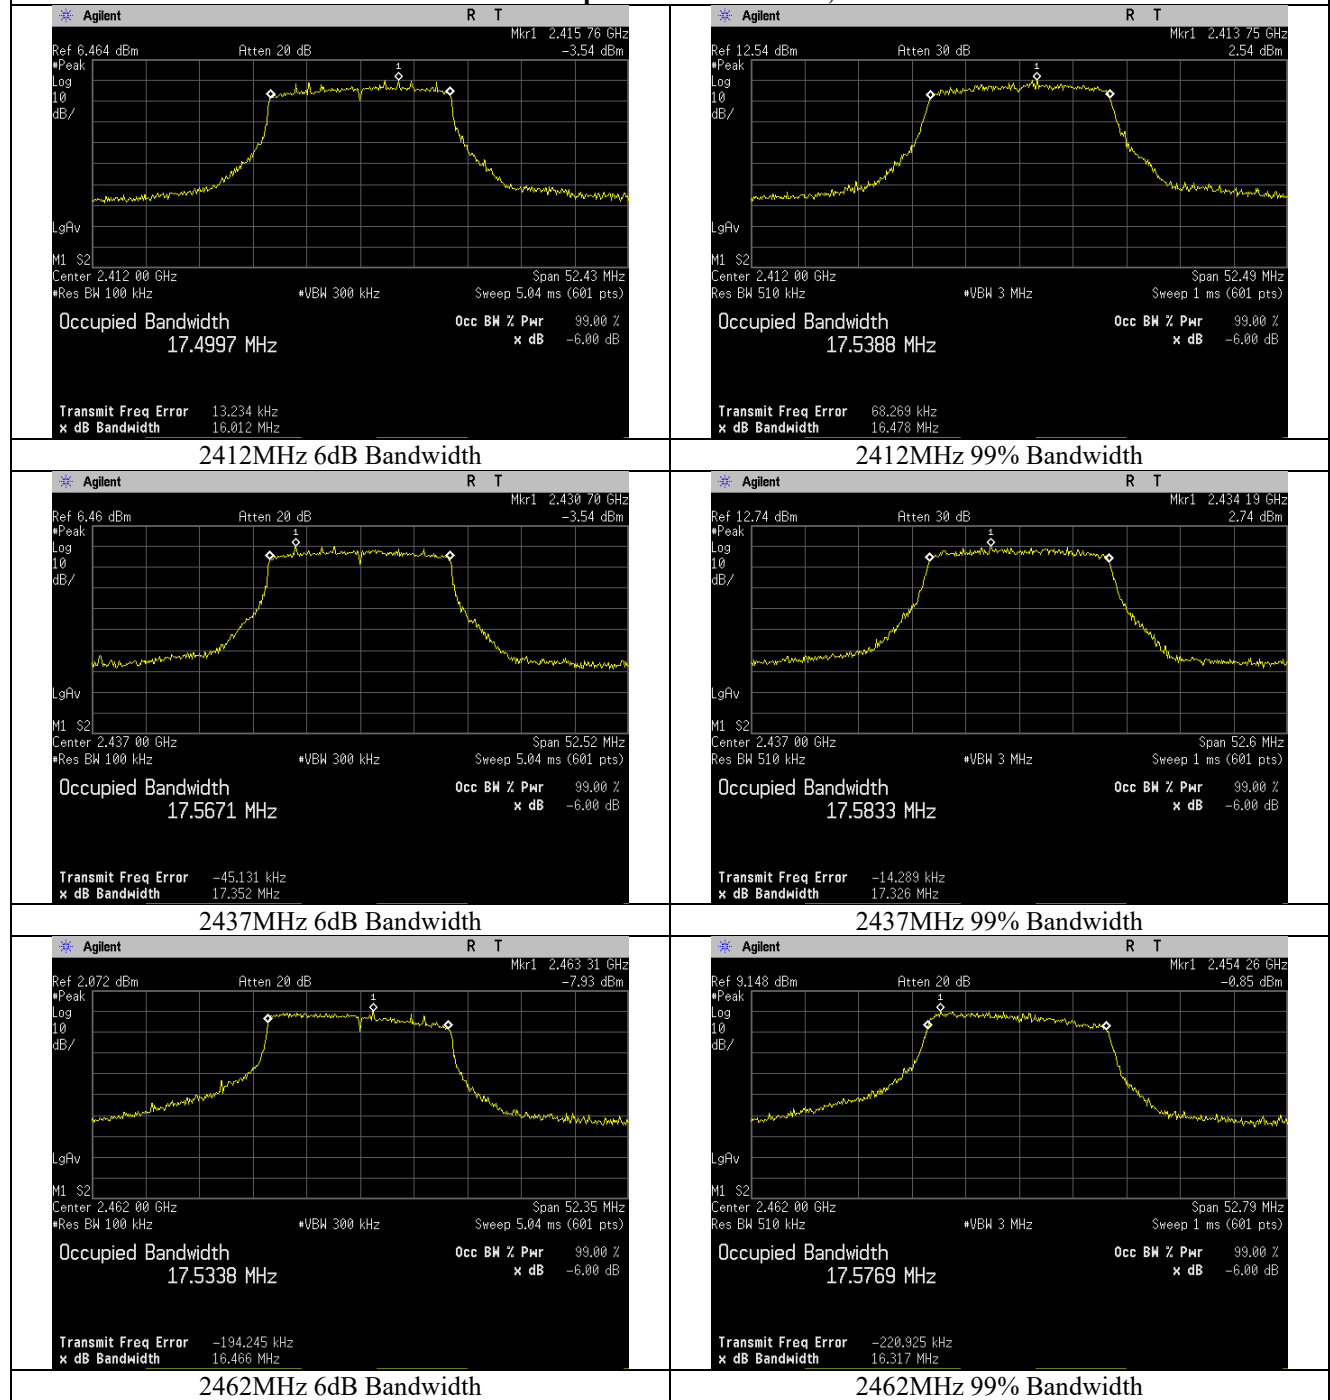 Agilent R T
Mkr1 2.415 76 GHz
Ref 6.464 dBm Atten 20 dB -3.54 dBm
#Peak
Log
10
dB/
1
LgAv
M1 S2
Center 2.412 00 GHz Span 52.43 MHz
#Res BW 100 kHz #VBW 300 kHz Sweep 5.04 ms (601 pts)
Occupied Bandwidth Occ BW % Pwr 99.00 %
17.4997 MHz x dB -6.00 dB
Transmit Freq Error 13.234 kHz
x dB Bandwidth 16.012 MHz
2412MHz 6dB Bandwidth
Agilent R T
Mkr1 2.413 75 GHz
Ref 12.54 dBm Atten 30 dB 2.54 dBm
#Peak
Log
10
dB/
1
LgAv
M1 S2
Center 2.412 00 GHz Span 52.49 MHz
Res BW 510 kHz #VBW 3 MHz Sweep 1 ms (601 pts)
Occupied Bandwidth Occ BW % Pwr 99.00 %
17.5388 MHz x dB -6.00 dB
Transmit Freq Error 68.269 kHz
x dB Bandwidth 16.478 MHz
2412MHz 99% Bandwidth
Agilent R T
Mkr1 2.430 70 GHz
Ref 6.46 dBm Atten 20 dB -3.54 dBm
#Peak
Log
10
dB/
1
LgAv
M1 S2
Center 2.437 00 GHz Span 52.52 MHz
#Res BW 100 kHz #VBW 300 kHz Sweep 5.04 ms (601 pts)
Occupied Bandwidth Occ BW % Pwr 99.00 %
17.5671 MHz x dB -6.00 dB
Transmit Freq Error -45.131 kHz
x dB Bandwidth 17.352 MHz
2437MHz 6dB Bandwidth
Agilent R T
Mkr1 2.434 19 GHz
Ref 12.74 dBm Atten 30 dB 2.74 dBm
#Peak
Log
10
dB/
1
LgAv
M1 S2
Center 2.437 00 GHz Span 52.6 MHz
Res BW 510 kHz #VBW 3 MHz Sweep 1 ms (601 pts)
Occupied Bandwidth Occ BW % Pwr 99.00 %
17.5833 MHz x dB -6.00 dB
Transmit Freq Error -14.289 kHz
x dB Bandwidth 17.326 MHz
2437MHz 99% Bandwidth
Agilent R T
Mkr1 2.463 31 GHz
Ref 2.072 dBm Atten 20 dB -7.93 dBm
#Peak
Log
10
dB/
1
LgAv
M1 S2
Center 2.462 00 GHz Span 52.35 MHz
#Res BW 100 kHz #VBW 300 kHz Sweep 5.04 ms (601 pts)
Occupied Bandwidth Occ BW % Pwr 99.00 %
17.5338 MHz x dB -6.00 dB
Transmit Freq Error -194.245 kHz
x dB Bandwidth 16.466 MHz
2462MHz 6dB Bandwidth
Agilent R T
Mkr1 2.454 26 GHz
Ref 9.148 dBm Atten 20 dB -0.85 dBm
#Peak
Log
10
dB/
1
LgAv
M1 S2
Center 2.462 00 GHz Span 52.79 MHz
Res BW 510 kHz #VBW 3 MHz Sweep 1 ms (601 pts)
Occupied Bandwidth Occ BW % Pwr 99.00 %
17.5769 MHz x dB -6.00 dB
Transmit Freq Error -220.925 kHz
x dB Bandwidth 16.317 MHz
2462MHz 99% Bandwidth